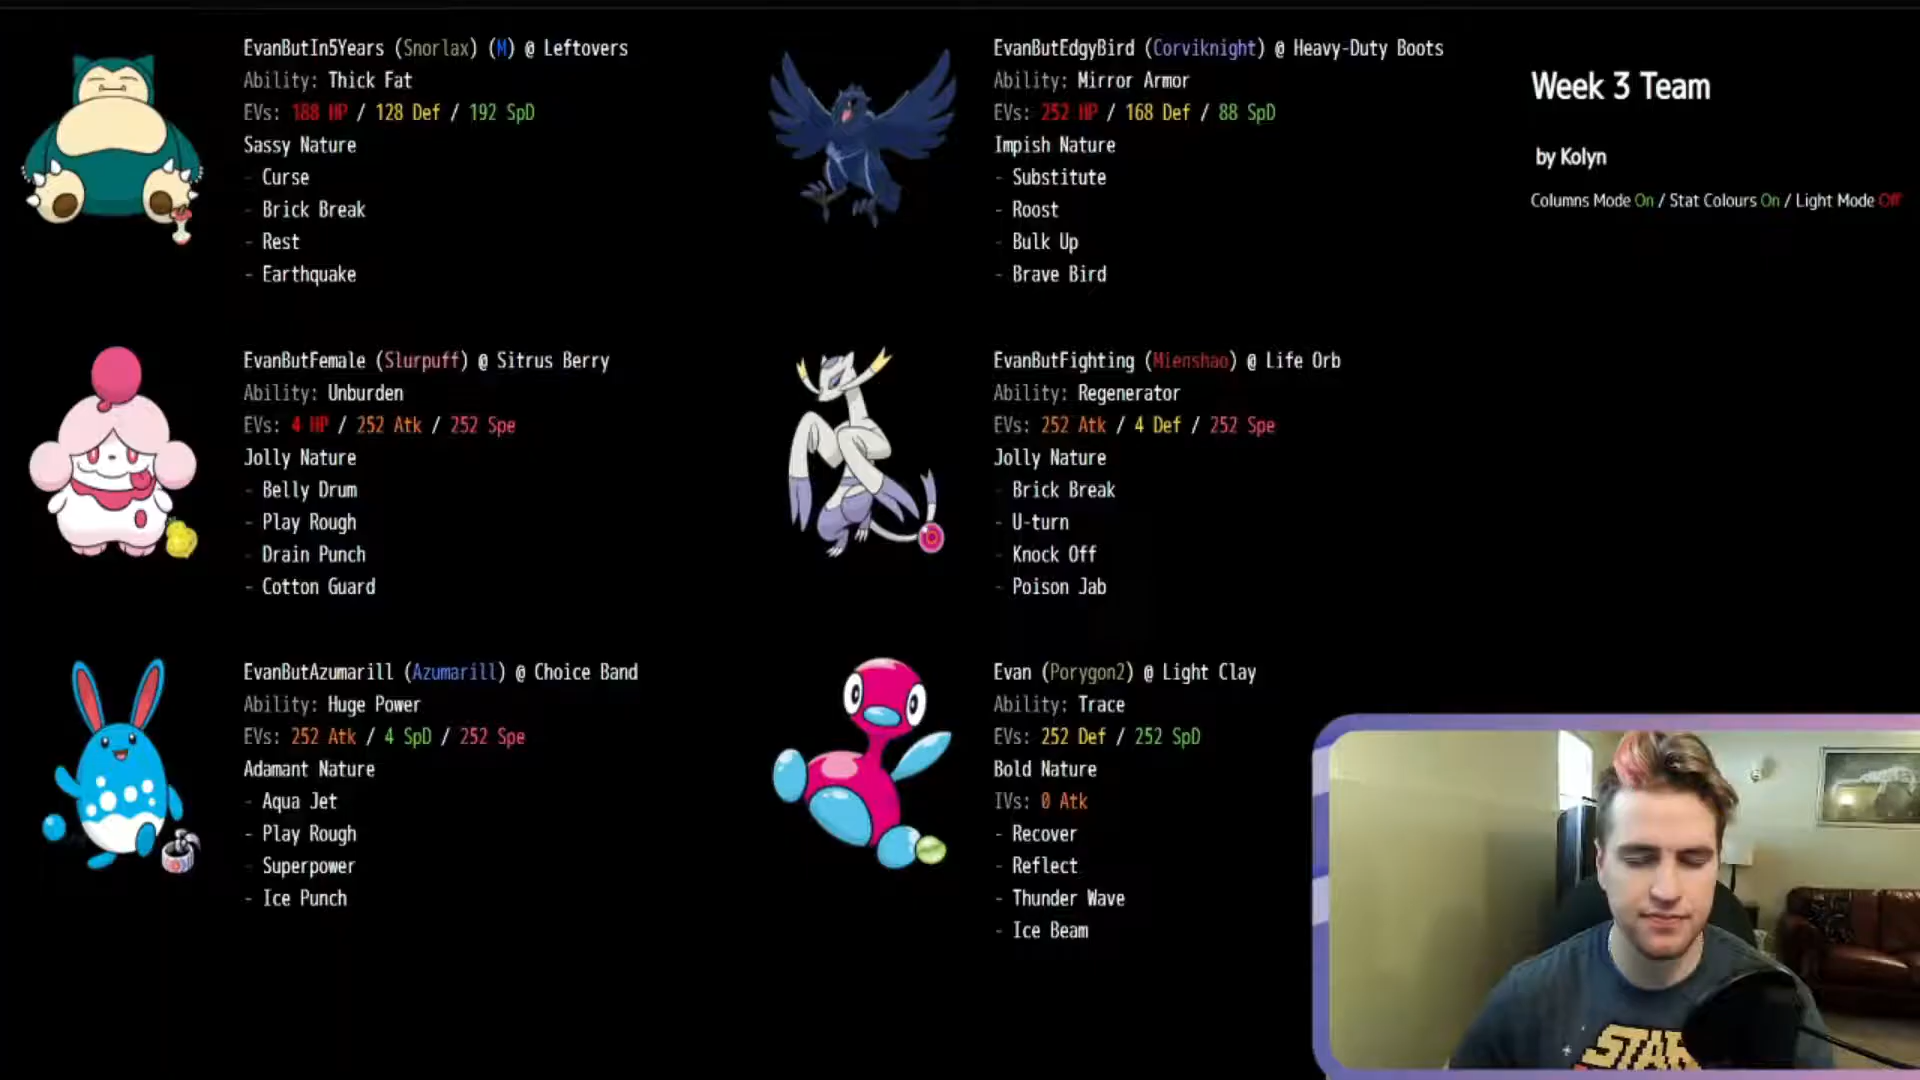 EvanButIn5Years (Snorlax) (M) @ Leftovers
Ability: Thick Fat
EVs: 188 HP / 128 Def / 192 SpD
Sassy Nature
- Curse
- Brick Break
- Rest
- Earthquake
EvanButEdgyBird (Corviknight) @ Heavy-Duty Boots
Ability: Mirror Armor
EVs: 252 HP / 168 Def / 88 SpD
Impish Nature
- Substitute
- Roost
- Bulk Up
- Brave Bird
Week 3 Team
by Kolyn
Columns Mode On / Stat Colours On / Light Mode Off
EvanButFemale (Slurpuff) @ Sitrus Berry
Ability: Unburden
EVs: 4 HP / 252 Atk / 252 Spe
Jolly Nature
- Belly Drum
- Play Rough
- Drain Punch
- Cotton Guard
EvanButFighting (Mienshao) @ Life Orb
Ability: Regenerator
EVs: 252 Atk / 4 Def / 252 Spe
Jolly Nature
- Brick Break
- U-turn
- Knock Off
- Poison Jab
EvanButAzumarill (Azumarill) @ Choice Band
Ability: Huge Power
EVs: 252 Atk / 4 SpD / 252 Spe
Adamant Nature
- Aqua Jet
- Play Rough
- Superpower
- Ice Punch
Evan (Porygon2) @ Light Clay
Ability: Trace
EVs: 252 Def / 252 SpD
Bold Nature
IVs: 0 Atk
- Recover
- Reflect
- Thunder Wave
- Ice Beam
STAR